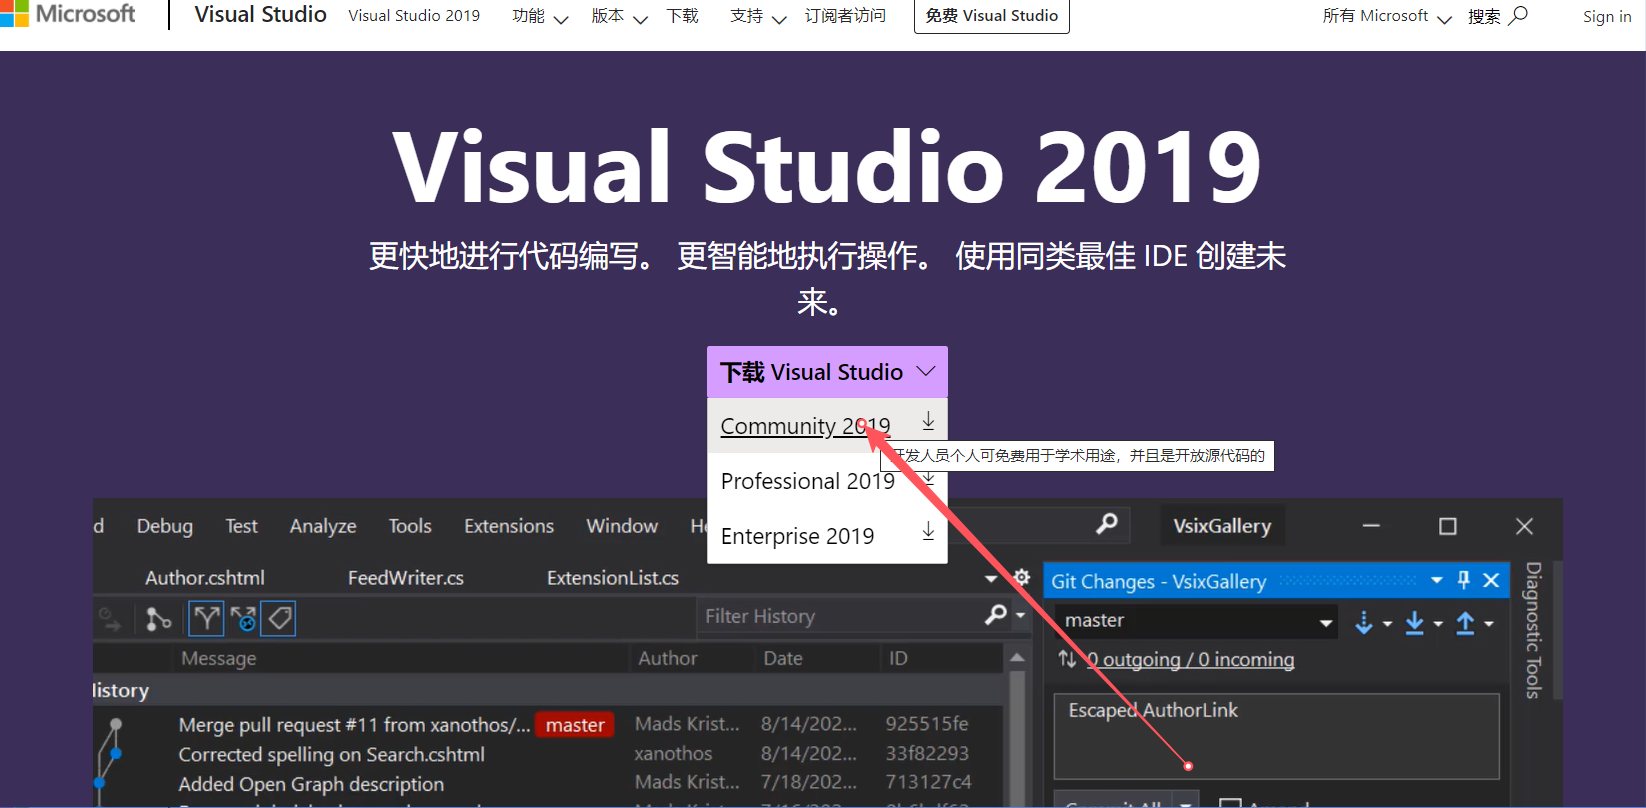 Microsoft
Visual Studio
Visual Studio 2019
功能
版本
下载
支持
订阅者访问
免费 Visual Studio
所有 Microsoft
搜索
Sign in
Visual Studio 2019
更快地进行代码编写。 更智能地执行操作。 使用同类最佳 IDE 创建未
来。
下载 Visual Studio
Community 2019
开发人员个人可免费用于学术用途，并且是开放源代码的
Professional 2019
Enterprise 2019
d Debug Test Analyze Tools Extensions Window
VsixGallery
Author.cshtml FeedWriter.cs ExtensionList.cs
Filter History
Message Author Date ID
History
Merge pull request #11 from xanothos/... master Mads Krist... 8/14/202... 925515fe
Corrected spelling on Search.cshtml xanothos 8/14/202... 33f82293
Added Open Graph description Mads Krist... 7/18/202... 713127c4
Git Changes - VsixGallery
master
0 outgoing / 0 incoming
Escaped AuthorLink
Commit All
Amend
Diagnostic Tools